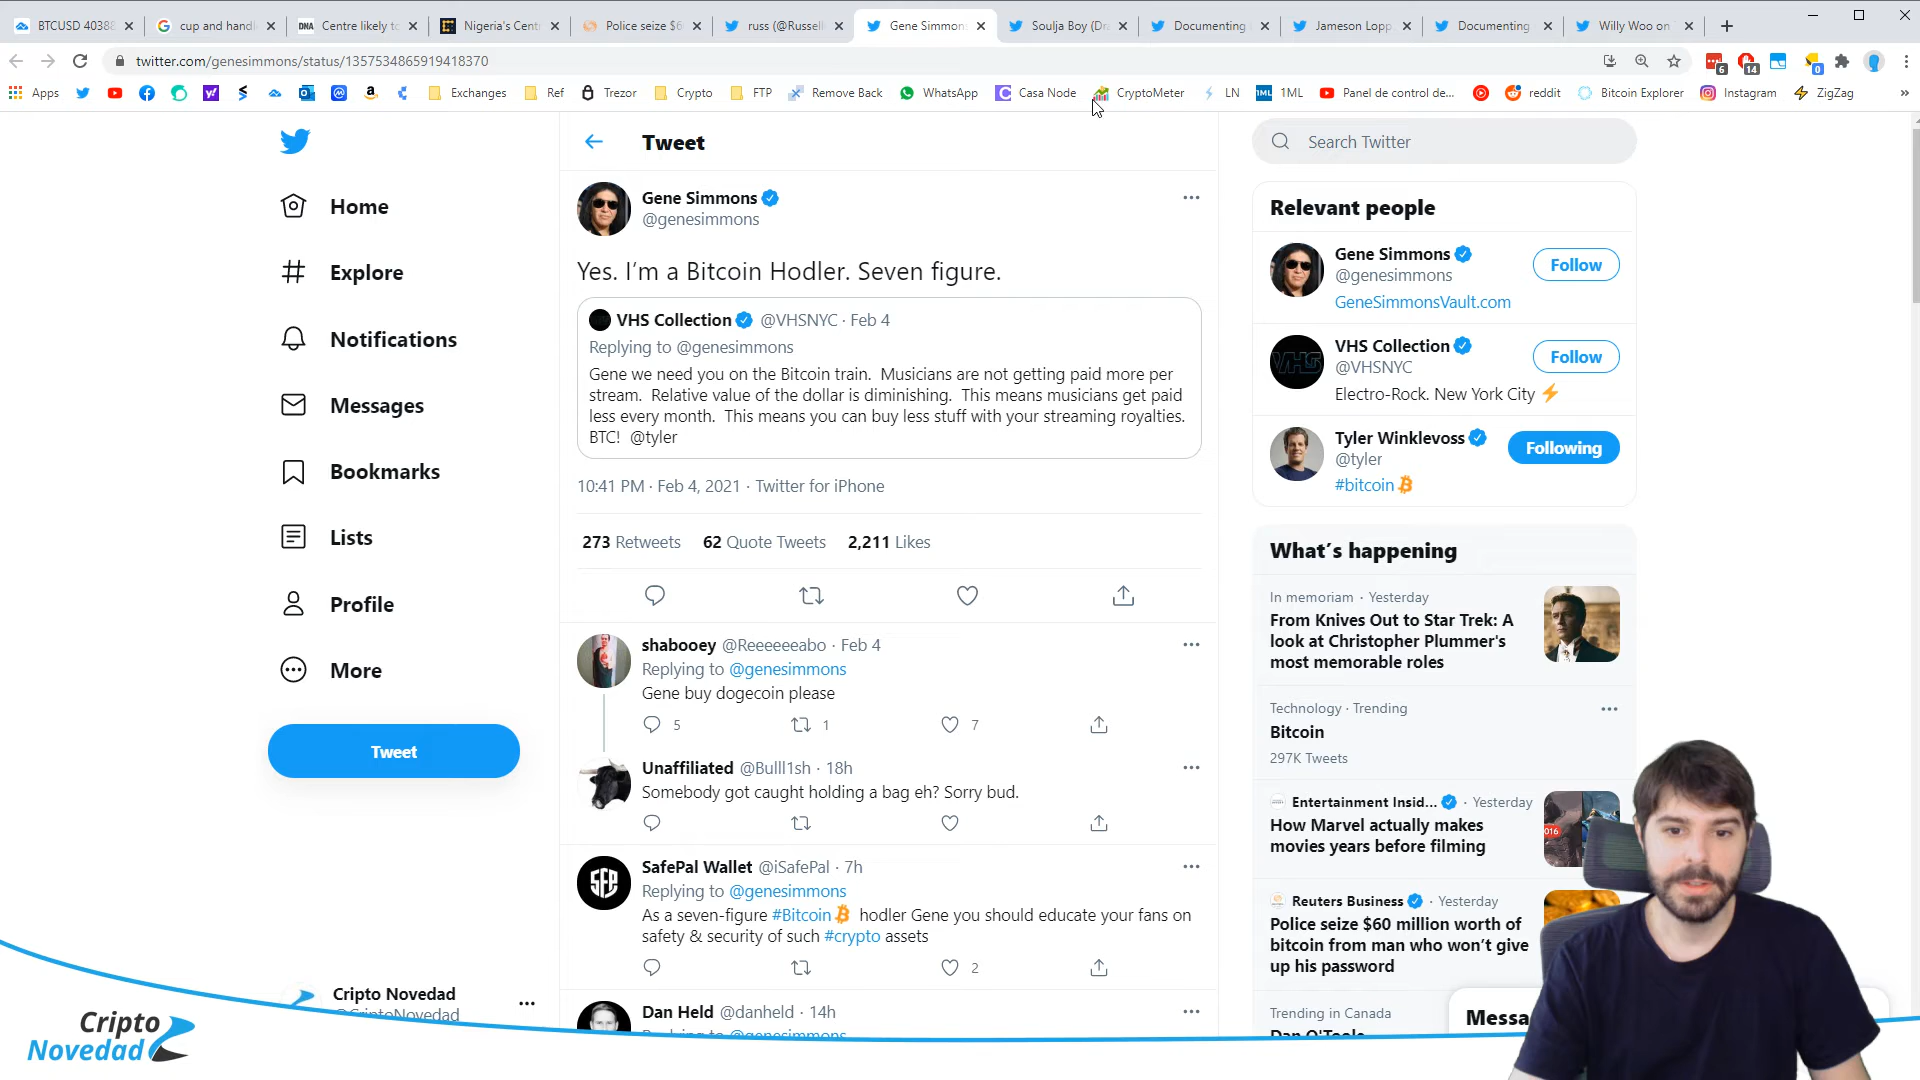 BTCUSD 40388
cup and handl
Centre likely to
Nigeria's Cent
Police seize $6
russ (@Russell
Gene Simmons
Soulja Boy (Dra
Documenting
Jameson Lopp
Documenting
Willy Woo on
twitter.com/genesimmons/status/1357534865919418370
6
14
0
Apps
Exchanges
Ref
Trezor
Crypto
FTP
Remove Back
WhatsApp
Casa Node
CryptoMeter
LN
1ML
1ML
Panel de control de...
reddit
Bitcoin Explorer
Instagram
ZigZag
Home
Explore
Notifications
Messages
Bookmarks
Lists
Profile
More
Tweet
Cripto Novedad
@CriptoNovedad
Cripto
Novedad
Tweet
Gene Simmons
@genesimmons
Yes. I'm a Bitcoin Hodler. Seven figure.
VHS Collection @VHSNYC · Feb 4
Replying to @genesimmons
Gene we need you on the Bitcoin train. Musicians are not getting paid more per
stream. Relative value of the dollar is diminishing. This means musicians get paid
less every month. This means you can buy less stuff with your streaming royalties.
BTC! @tyler
10:41 PM · Feb 4, 2021 · Twitter for iPhone
273 Retweets 62 Quote Tweets 2,211 Likes
shabooey @Reeeeeeabo · Feb 4
Replying to @genesimmons
Gene buy dogecoin please
5 1 7
Unaffiliated @Bulll1sh · 18h
Somebody got caught holding a bag eh? Sorry bud.
SafePal Wallet @iSafePal · 7h
Replying to @genesimmons
As a seven-figure #Bitcoin hodler Gene you should educate your fans on
safety & security of such #crypto assets
2
Dan Held @danheld · 14h
Replying to @genesimmons
Search Twitter
Relevant people
Gene Simmons
@genesimmons
Follow
GeneSimmonsVault.com
VHS Collection
@VHSNYC
Follow
Electro-Rock. New York City
Tyler Winklevoss
@tyler
Following
#bitcoin
What's happening
In memoriam · Yesterday
From Knives Out to Star Trek: A
look at Christopher Plummer's
most memorable roles
Technology · Trending
Bitcoin
297K Tweets
Entertainment Insid... · Yesterday
How Marvel actually makes
movies years before filming
Reuters Business · Yesterday
Police seize $60 million worth of
bitcoin from man who won't give
up his password
Trending in Canada
Dan O'Toole
Messa